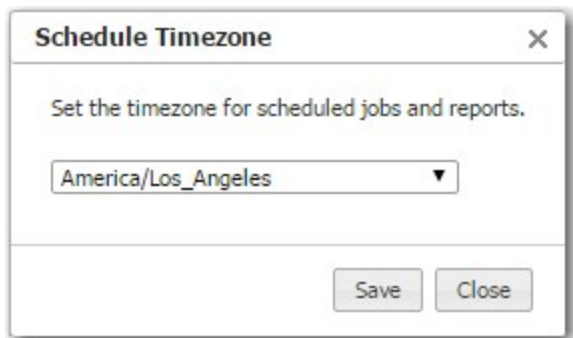 Schedule Timezone
Set the timezone for scheduled jobs and reports.
America/Los_Angeles
Save Close